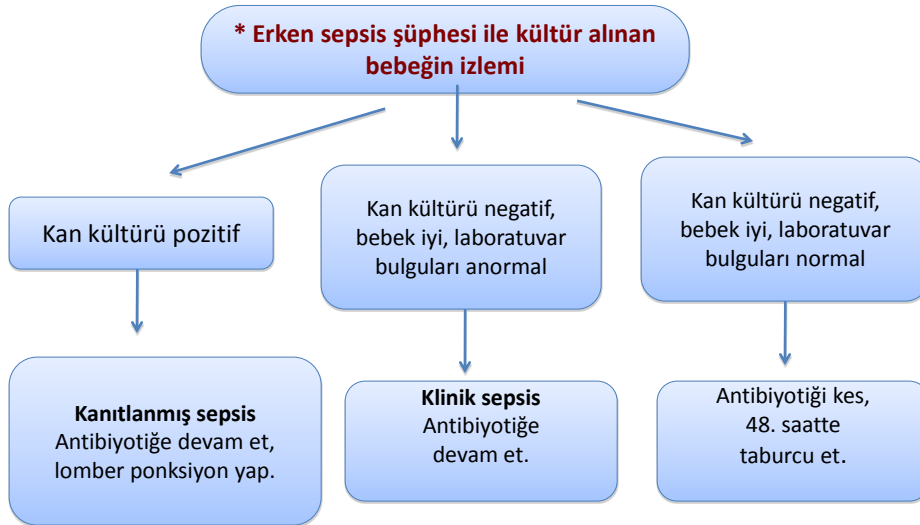 * Erken sepsis şüphesi ile kültür alınan
bebeğin izlemi
Kan kültürü pozitif
Kan kültürü negatif,
bebek iyi, laboratuvar
bulguları anormal
Kan kültürü negatif,
bebek iyi, laboratuvar
bulguları normal
Kanıtlanmış sepsis
Antibiyotiğe devam et,
lomber ponksiyon yap.
Klinik sepsis
Antibiyotiğe
devam et.
Antibiyotiği kes,
48. saatte
taburcu et.